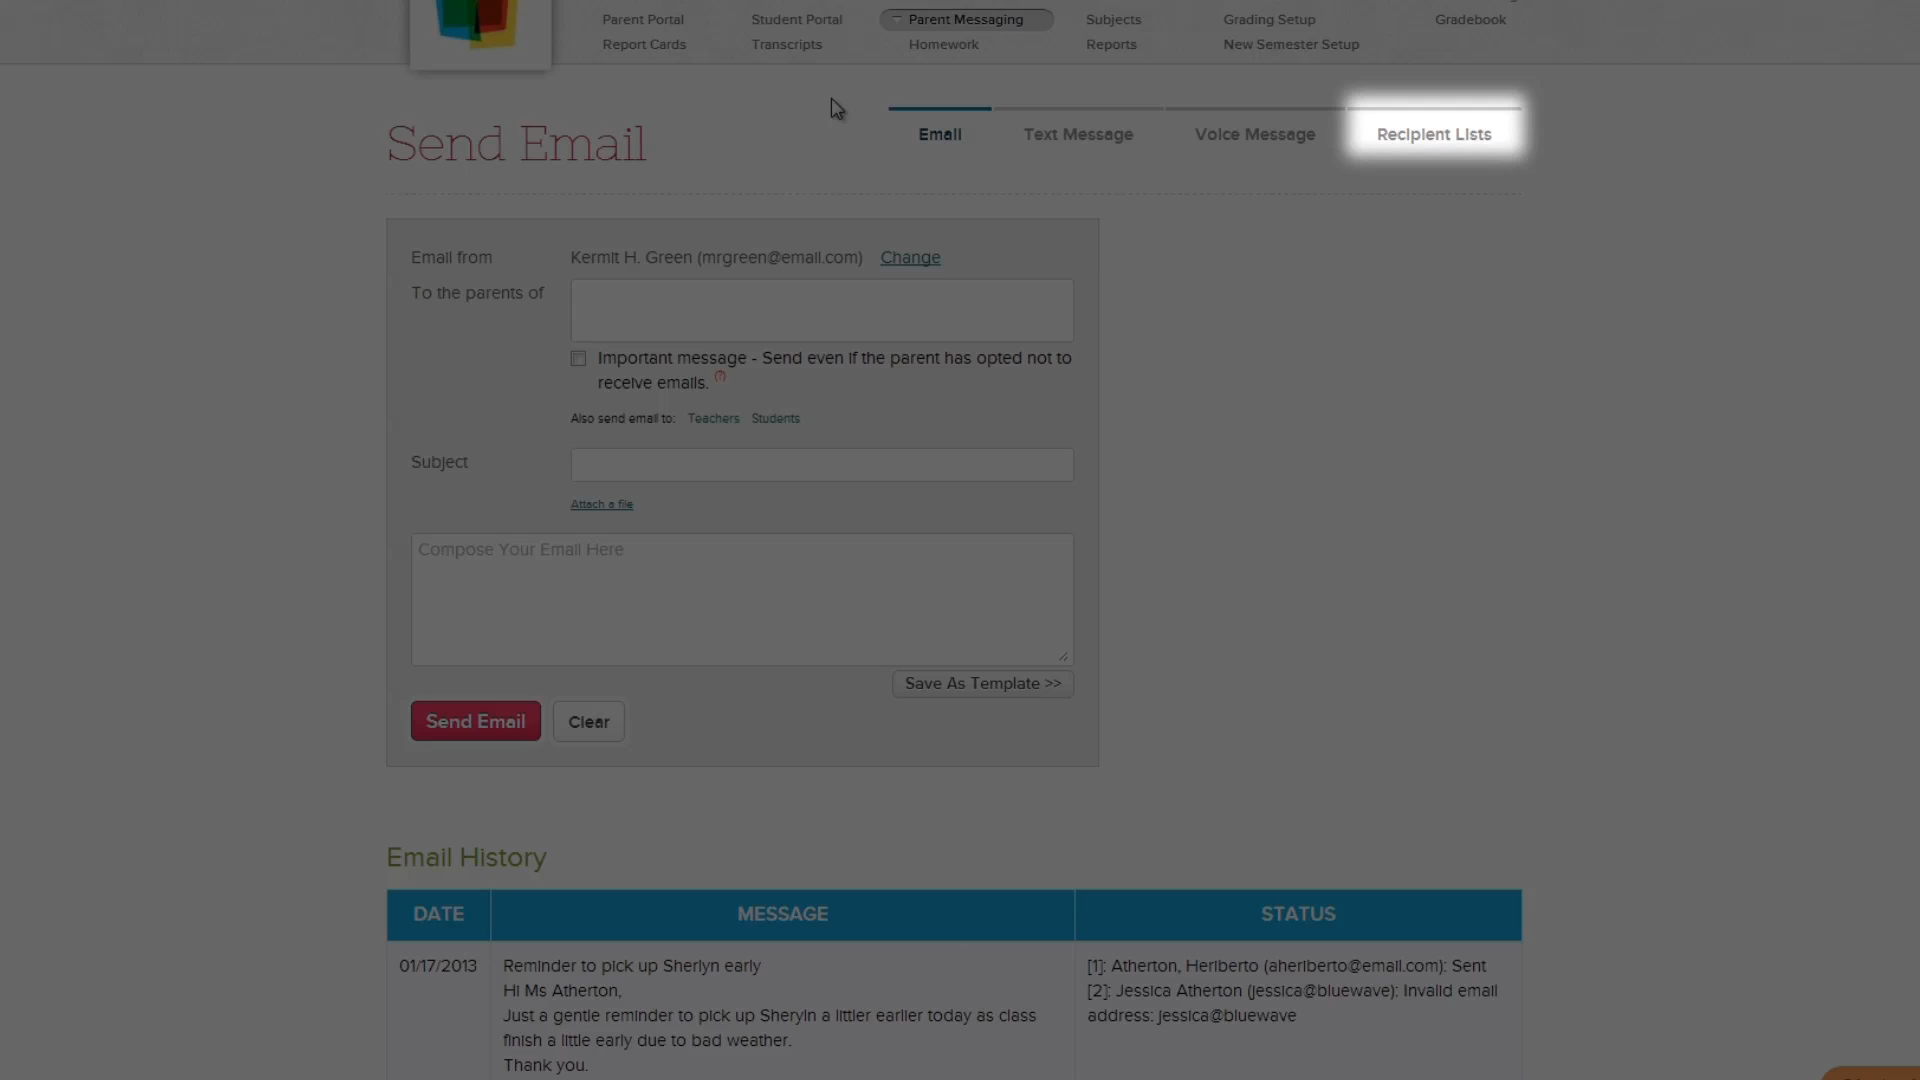 Parent Portal
Student Portal
Parent Messaging
Subjects
Grading Setup
Gradebook
Report Cards
Transcripts
Homework
Reports
New Semester Setup
Send Email
Email
Text Message
Voice Message
Recipient Lists
Email from
Kermit H. Green (mrgreen@email.com)
Change
To the parents of
Important message - Send even if the parent has opted not to
receive emails. (?)
Also send email to: Teachers Students
Subject
Attach a file
Compose Your Email Here
Save As Template >>
Send Email
Clear
Email History
DATE
MESSAGE
STATUS
01/17/2013
Reminder to pick up Sherlyn early
Hi Ms Atherton,
Just a gentle reminder to pick up Sheryln a littler earlier today as class
finish a little early due to bad weather.
Thank you.
[1]: Atherton, Heriberto (aheriberto@email.com): Sent
[2]: Jessica Atherton (jessica@bluewave): Invalid email
address: jessica@bluewave